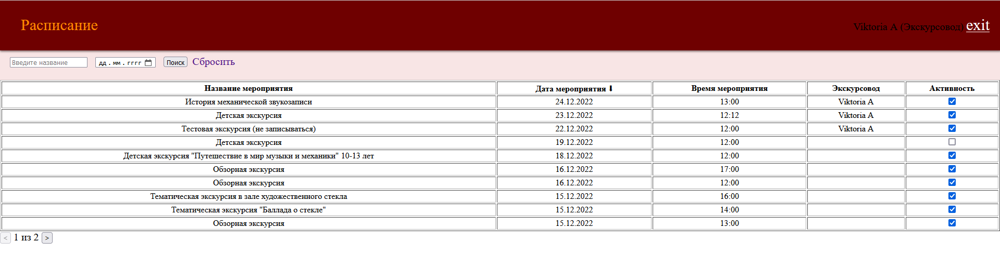 Расписание
Viktoria A (Экскурсовод) exit
Введите название дд.мм.гггг Поиск Сбросить
Название мероприятия Дата мероприятия ⬇ Время мероприятия Экскурсовод Активность
История механической звукозаписи 24.12.2022 13:00 Viktoria A
Детская экскурсия 23.12.2022 12:12 Viktoria A
Тестовая экскурсия (не записываться) 22.12.2022 12:00 Viktoria A
Детская экскурсия 19.12.2022 12:00
Детская экскурсия "Путешествие в мир музыки и механики" 10-13 лет 18.12.2022 12:00
Обзорная экскурсия 16.12.2022 17:00
Обзорная экскурсия 16.12.2022 12:00
Тематическая экскурсия в зале художественного стекла 15.12.2022 16:00
Тематическая экскурсия "Баллада о стекле" 15.12.2022 14:00
Обзорная экскурсия 15.12.2022 13:00
< 1 из 2 >